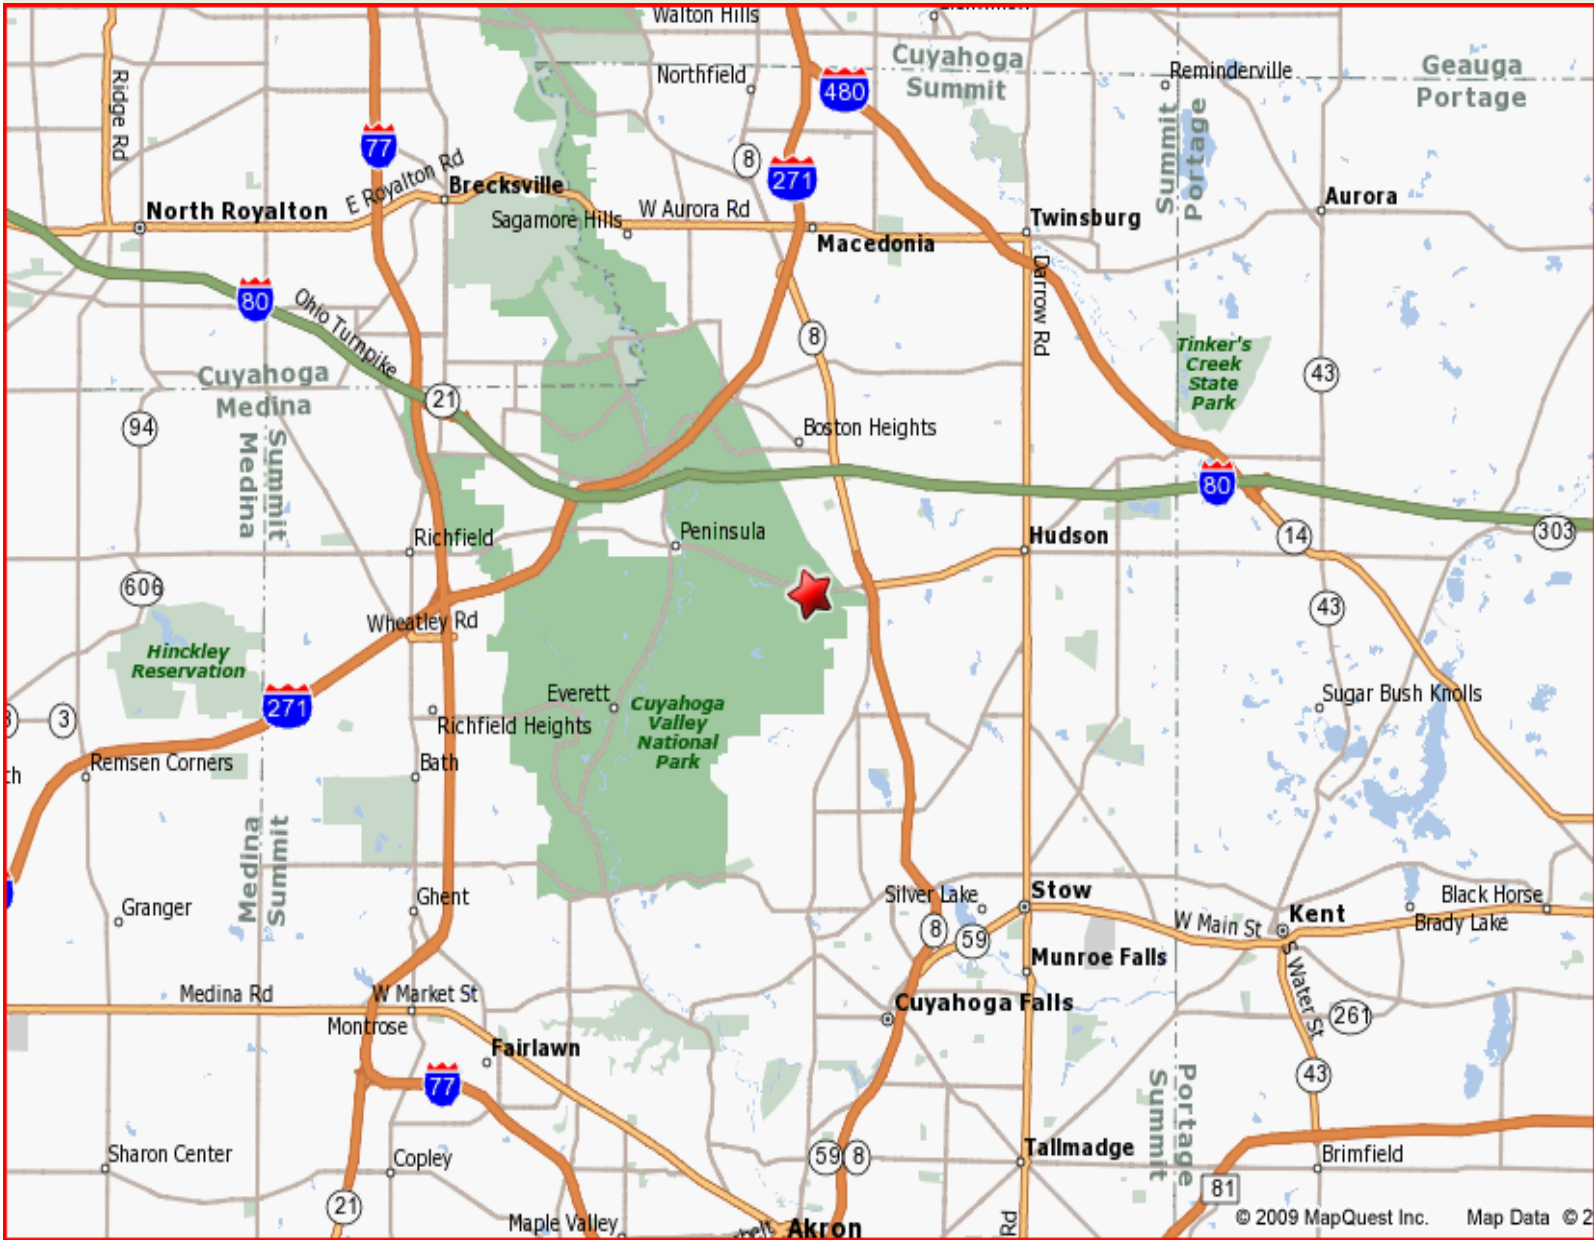 Walton Hills
Cuyahoga
Summit
Northfield
480
Reminderville
Geauga
Portage
Ridge Rd
77
8
271
Summit
Portage
E Royalton Rd
Brecksville
North Royalton
Sagamore Hills
W Aurora Rd
Macedonia
Twinsburg
Aurora
80
Ohio Turnpike
Darrow Rd
8
Tinker's
Creek
State
Park
43
Cuyahoga
Medina
21
94
Medina
Summit
Boston Heights
80
Richfield
Peninsula
Hudson
14
303
606
Wheatley Rd
43
Hinckley
Reservation
271
3
Everett
Richfield Heights
Cuyahoga
Valley
National
Park
Sugar Bush Knolls
Remsen Corners
Bath
Medina
Summit
Granger
Ghent
Silver Lake
Stow
8
59
W Main St
Kent
Black Horse
Brady Lake
Munroe Falls
S Water St
Medina Rd
W Market St
Montrose
Cuyahoga Falls
261
Fairlawn
77
43
Summit
Portage
Sharon Center
Copley
59
8
Tallmadge
Brimfield
21
81
Maple Valley
Akron
Rd
© 2009 MapQuest Inc.
Map Data © 2